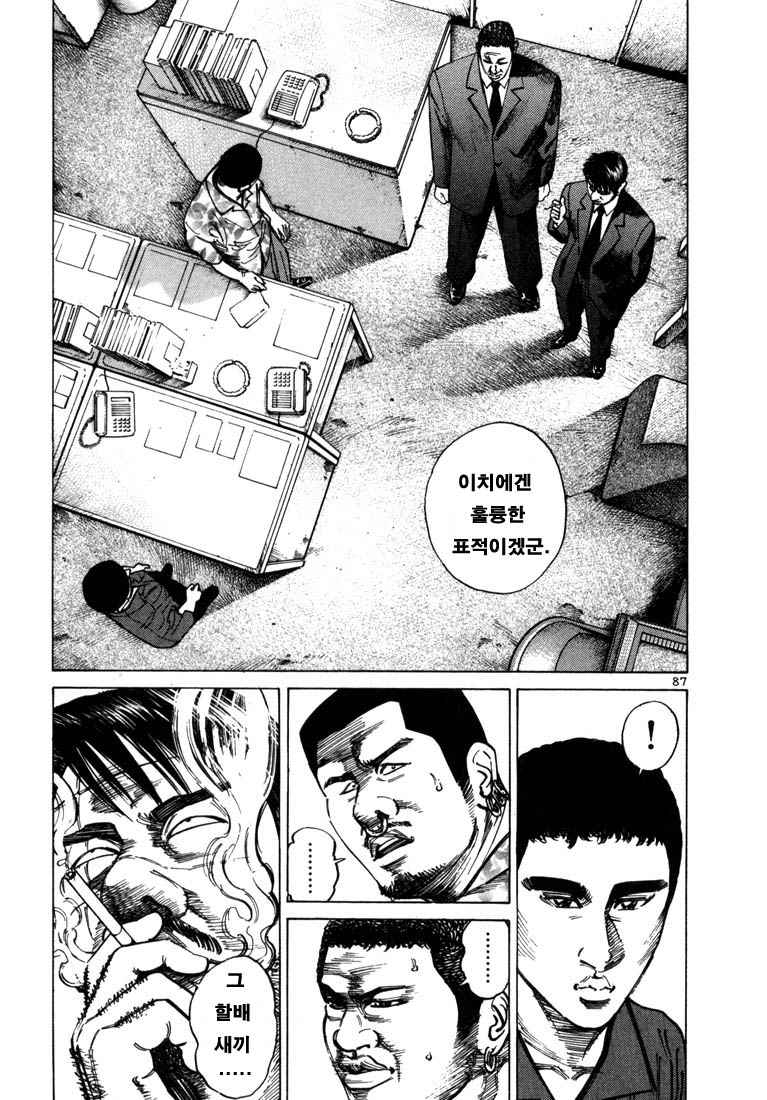 이치에겐
훌륭한
표적이겠군.
87
!
………
………
그
할배
새끼
.....